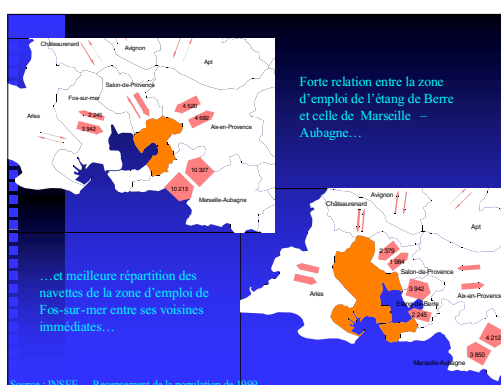 Châteaurenard
Avignon
Apt
Salon-de-Provence
Fos-sur-mer
Arles
2 245
3 942
4 520
4 682
Aix-en-Provence
10 327
10 213
Marseille-Aubagne
Forte relation entre la zone
d'emploi de l'étang de Berre
et celle de Marseille –
Aubagne…
…et meilleure répartition des
navettes de la zone d'emploi de
Fos-sur-mer entre ses voisines
immédiates…
Avignon
Châteaurenard
Apt
2 379
1 984
Salon-de-Provence
Arles
3 942
Etang-de-Berre
2 245
Aix-en-Provence
4 212
3 850
Marseille-Aubagne
Source : INSEE – Recensement de la population de 1999